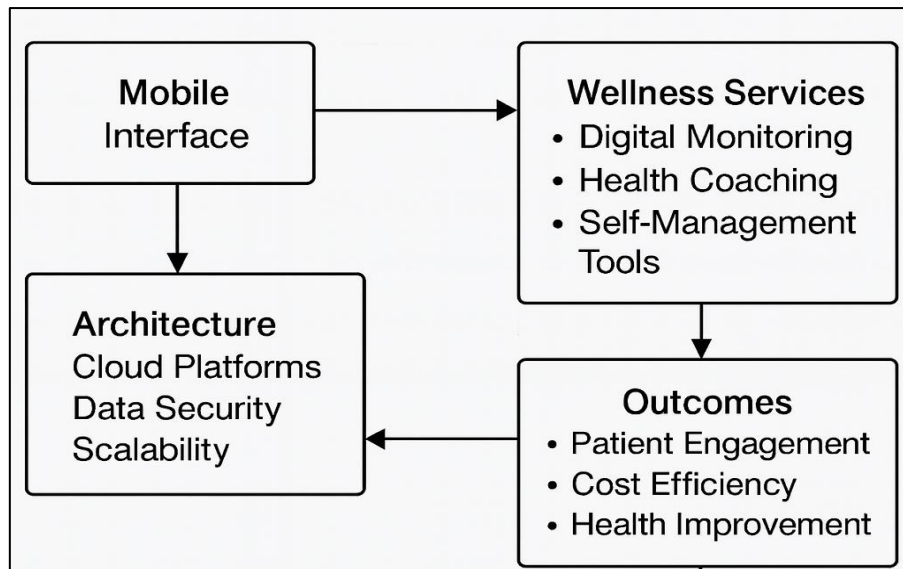 Mobile
Interface
Wellness Services
• Digital Monitoring
• Health Coaching
• Self-Management
Tools
Architecture
Cloud Platforms
Data Security
Scalability
Outcomes
• Patient Engagement
• Cost Efficiency
• Health Improvement